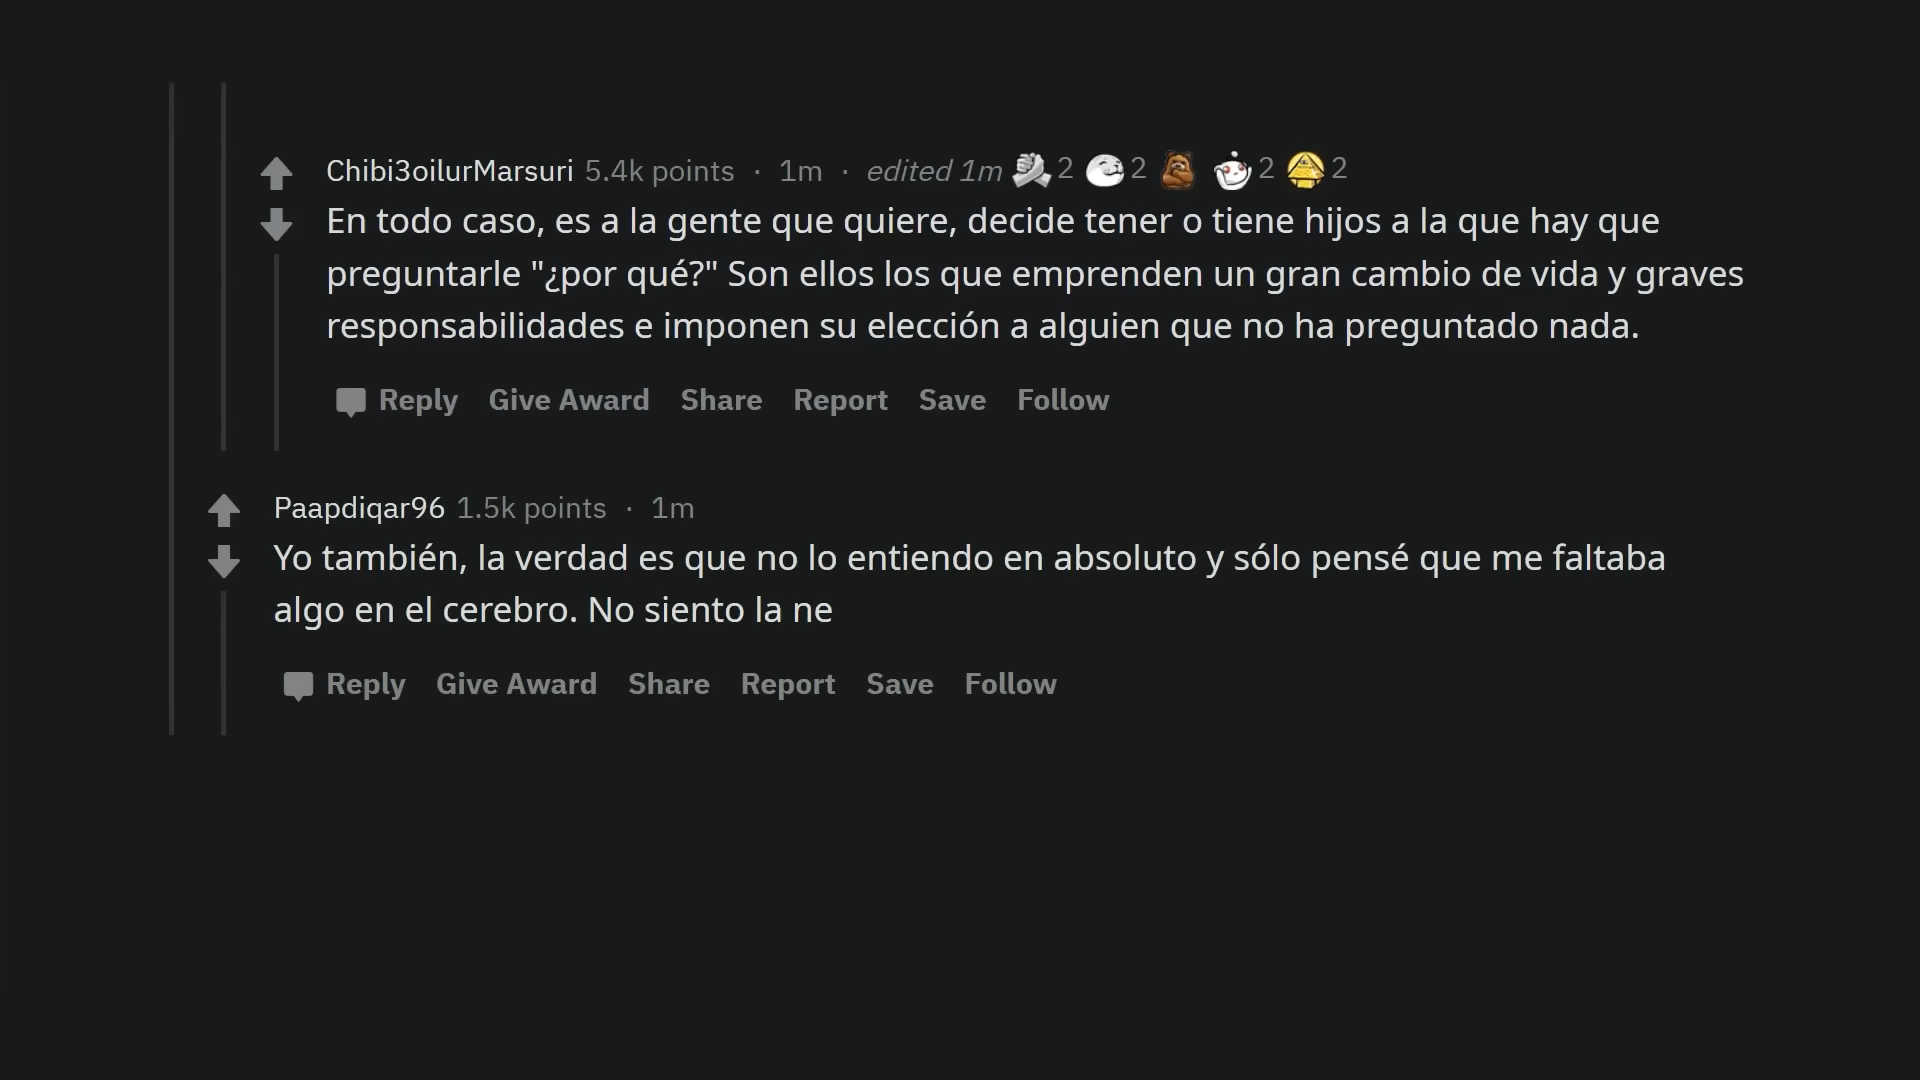 ChibiЗoilurMarsuri 5.4k points · 1m · edited 1m 2 2 2 2
En todo caso, es a la gente que quiere, decide tener o tiene hijos a la que hay que
preguntarle "¿por qué?" Son ellos los que emprenden un gran cambio de vida y graves
responsabilidades e imponen su elección a alguien que no ha preguntado nada.
Reply Give Award Share Report Save Follow
Paapdiqar96 1.5k points · 1m
Yo también, la verdad es que no lo entiendo en absoluto y sólo pensé que me faltaba
algo en el cerebro. No siento la ne
Reply Give Award Share Report Save Follow